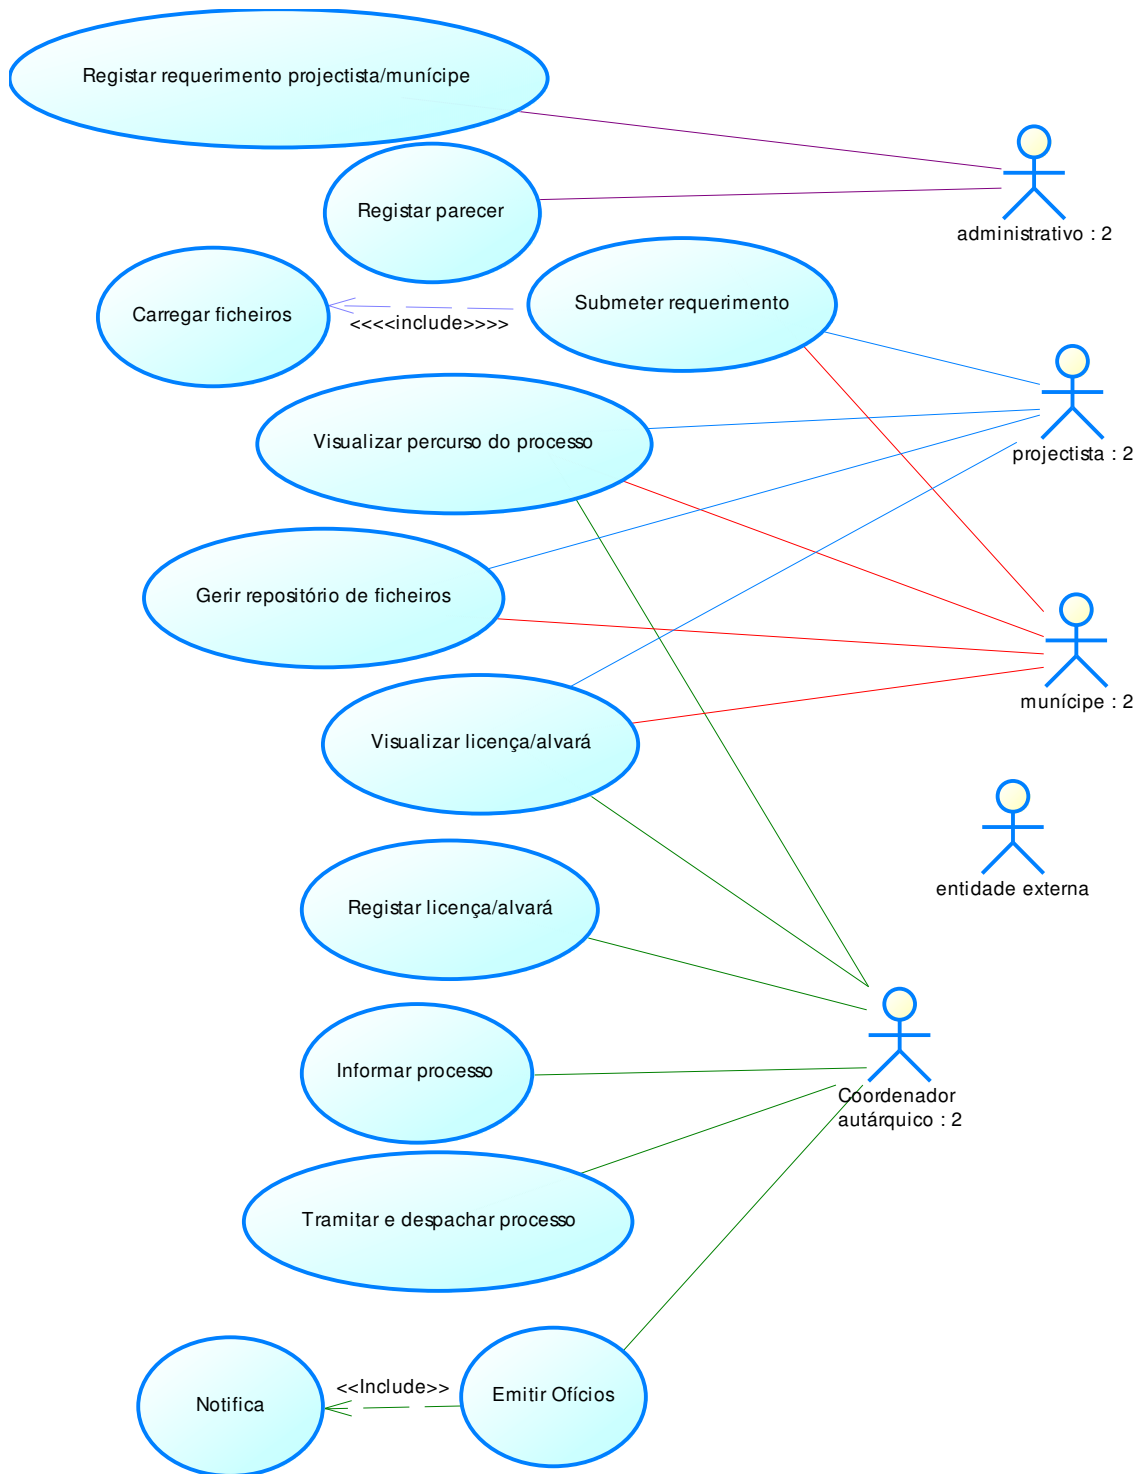 Registar requerimento projectista/munícipe
Registar parecer
administrativo : 2
Carregar ficheiros
<<<<include>>>>
Submeter requerimento
Visualizar percurso do processo
projectista : 2
Gerir repositório de ficheiros
munícipe : 2
Visualizar licença/alvará
entidade externa
Registar licença/alvará
Informar processo
Coordenador
autárquico : 2
Tramitar e despachar processo
Notifica
<<Include>>
Emitir Ofícios